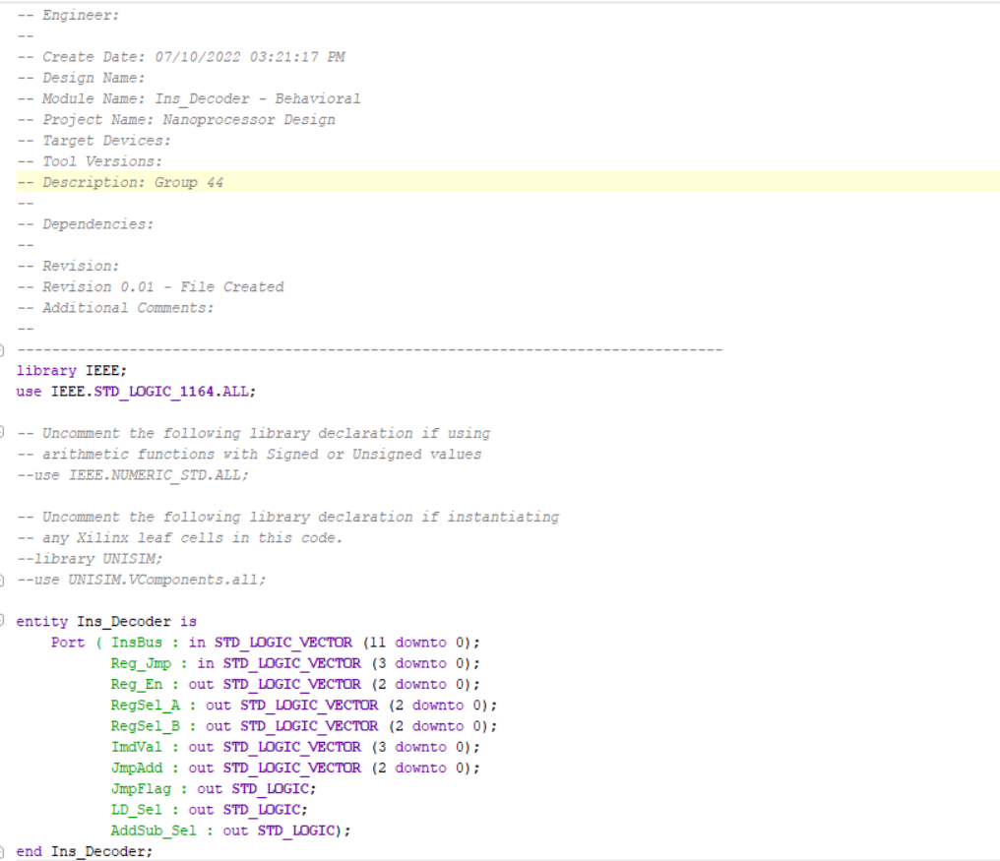 -- Engineer:
--
-- Create Date: 07/10/2022 03:21:17 PM
-- Design Name:
-- Module Name: Ins_Decoder - Behavioral
-- Project Name: Nanoprocessor Design
-- Target Devices:
-- Tool Versions:
-- Description: Group 44
--
-- Dependencies:
--
-- Revision:
-- Revision 0.01 - File Created
-- Additional Comments:
--
----------------------------------------------------------------------------------
library IEEE;
use IEEE.STD_LOGIC_1164.ALL;

-- Uncomment the following library declaration if using
-- arithmetic functions with Signed or Unsigned values
--use IEEE.NUMERIC_STD.ALL;

-- Uncomment the following library declaration if instantiating
-- any Xilinx leaf cells in this code.
--library UNISIM;
--use UNISIM.VComponents.all;

entity Ins_Decoder is
    Port ( InsBus : in STD_LOGIC_VECTOR (11 downto 0);
           Reg_Jmp : in STD_LOGIC_VECTOR (3 downto 0);
           Reg_En : out STD_LOGIC_VECTOR (2 downto 0);
           RegSel_A : out STD_LOGIC_VECTOR (2 downto 0);
           RegSel_B : out STD_LOGIC_VECTOR (2 downto 0);
           ImdVal : out STD_LOGIC_VECTOR (3 downto 0);
           JmpAdd : out STD_LOGIC_VECTOR (2 downto 0);
           JmpFlag : out STD_LOGIC;
           LD_Sel : out STD_LOGIC;
           AddSub_Sel : out STD_LOGIC);
end Ins_Decoder;